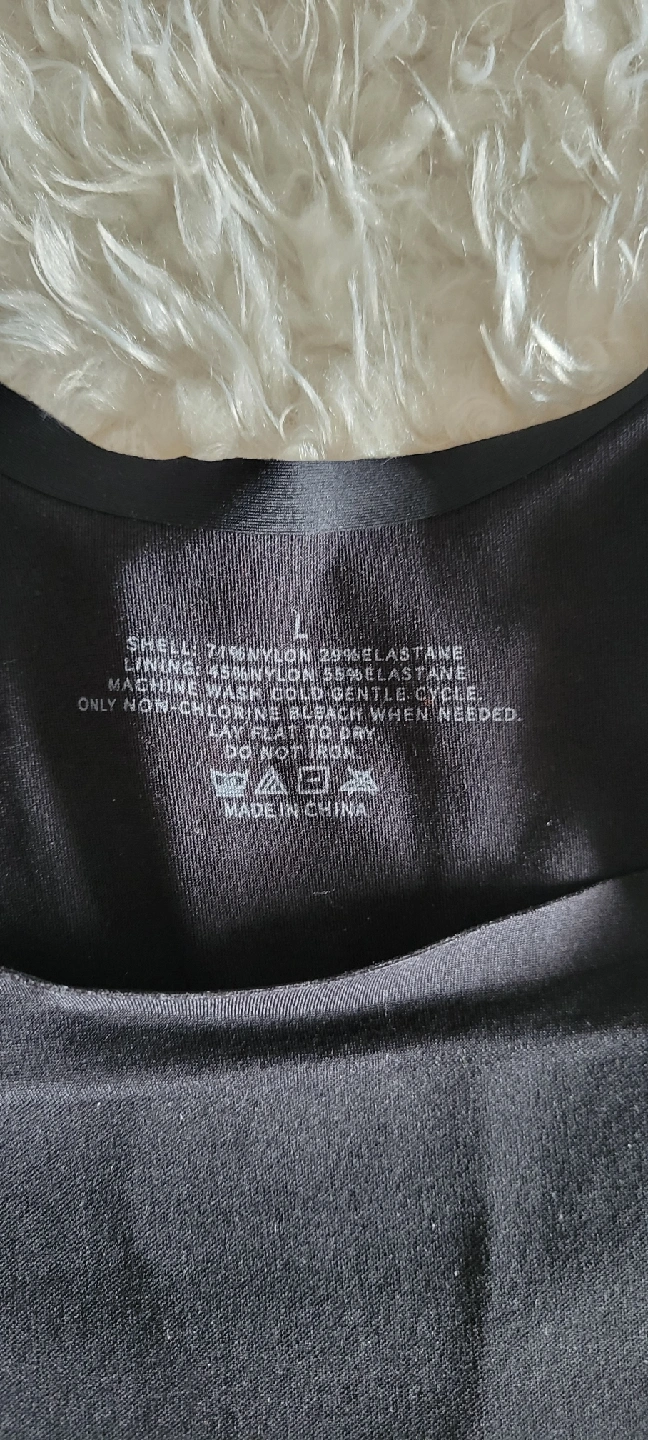 L
SHELL: 71%NYLON 29%ELASTANE
LINING: 45%NYLON 55%ELASTANE
MACHINE WASH COLD GENTLE CYCLE.
ONLY NON-CHLORINE BLEACH WHEN NEEDED.
LAY FLAT TO DRY
DO NOT IRON.
MADE IN CHINA